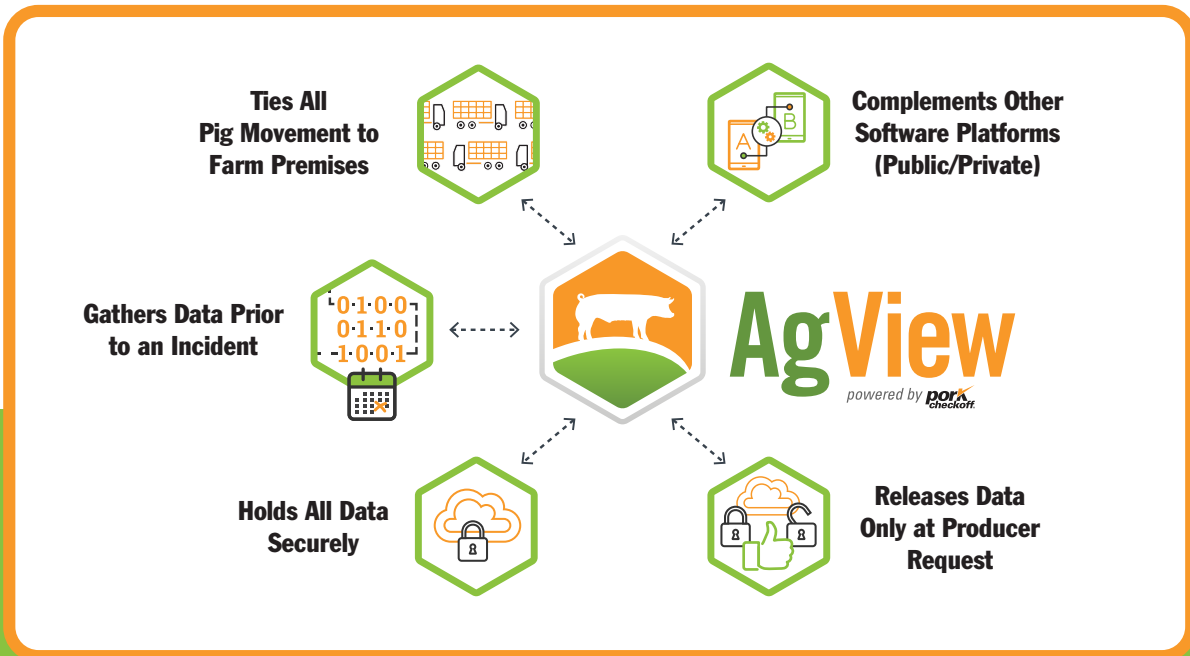 Ties All
Pig Movement to
Farm Premises
Complements Other
Software Platforms
(Public/Private)
A
B
Gathers Data Prior
to an Incident
0·1·0·0
0·1·1·0
1·0·0·1
AgView
powered by pork checkoff.
Holds All Data
Securely
Releases Data
Only at Producer
Request